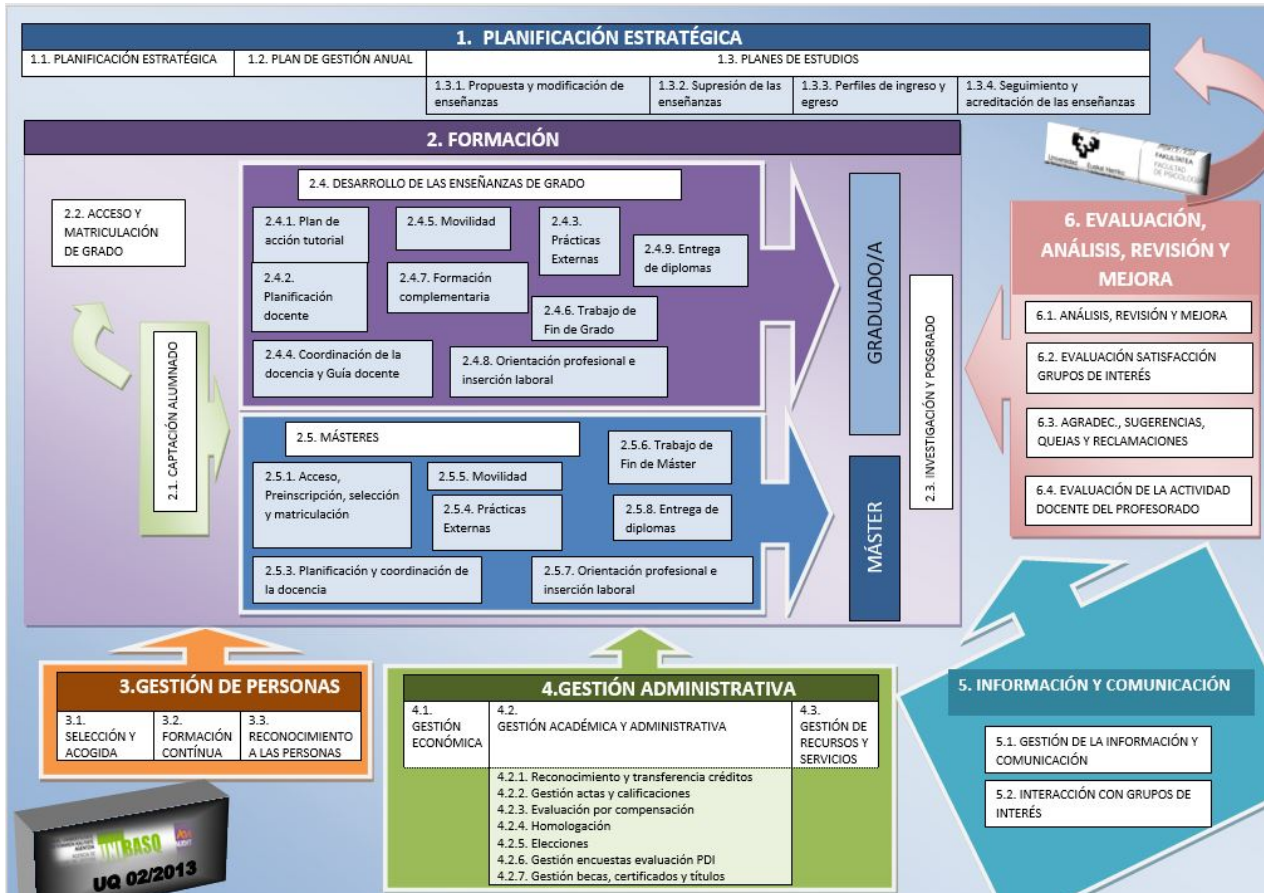 1. PLANIFICACIÓN ESTRATÉGICA
1.1. PLANIFICACIÓN ESTRATÉGICA
1.2. PLAN DE GESTIÓN ANUAL
1.3. PLANES DE ESTUDIOS
1.3.1. Propuesta y modificación de
enseñanzas
1.3.2. Supresión de las
enseñanzas
1.3.3. Perfiles de ingreso y
egreso
1.3.4. Seguimiento y
acreditación de las enseñanzas
2. FORMACIÓN
2.2. ACCESO Y
MATRICULACIÓN
DE GRADO
2.1. CAPTACIÓN ALUMNADO
2.4. DESARROLLO DE LAS ENSEÑANZAS DE GRADO
2.4.1. Plan de
acción tutorial
2.4.5. Movilidad
2.4.3.
Prácticas
Externas
2.4.9. Entrega
de diplomas
2.4.2.
Planificación
docente
2.4.7. Formación
complementaria
2.4.6. Trabajo de
Fin de Grado
2.4.4. Coordinación de la
docencia y Guía docente
2.4.8. Orientación profesional e
inserción laboral
2.5. MÁSTERES
2.5.6. Trabajo de
Fin de Máster
2.5.1. Acceso,
Preinscripción, selección
y matriculación
2.5.5. Movilidad
2.5.4. Prácticas
Externas
2.5.8. Entrega de
diplomas
2.5.3. Planificación y coordinación de
la docencia
2.5.7. Orientación profesional e
inserción laboral
GRADUADO/A
MÁSTER
2.3. INVESTIGACIÓN Y POSGRADO
Universidad Euskal Herriko
FAKULTATEA
FACULTAD
DE PSICOLOGÍA
6. EVALUACIÓN,
ANÁLISIS, REVISIÓN Y
MEJORA
6.1. ANÁLISIS, REVISIÓN Y MEJORA
6.2. EVALUACIÓN SATISFACCIÓN
GRUPOS DE INTERÉS
6.3. AGRADEC., SUGERENCIAS,
QUEJAS Y RECLAMACIONES
6.4. EVALUACIÓN DE LA ACTIVIDAD
DOCENTE DEL PROFESORADO
3.GESTIÓN DE PERSONAS
3.1.
SELECCIÓN Y
ACOGIDA
3.2.
FORMACIÓN
CONTÍNUA
3.3.
RECONOCIMIENTO
A LAS PERSONAS
4.GESTIÓN ADMINISTRATIVA
4.1.
GESTIÓN
ECONÓMICA
4.2.
GESTIÓN ACADÉMICA Y ADMINISTRATIVA
4.3.
GESTIÓN DE
RECURSOS Y
SERVICIOS
4.2.1. Reconocimiento y transferencia créditos
4.2.2. Gestión actas y calificaciones
4.2.3. Evaluación por compensación
4.2.4. Homologación
4.2.5. Elecciones
4.2.6. Gestión encuestas evaluación PDI
4.2.7. Gestión becas, certificados y títulos
5. INFORMACIÓN Y COMUNICACIÓN
5.1. GESTIÓN DE LA INFORMACIÓN Y
COMUNICACIÓN
5.2. INTERACCIÓN CON GRUPOS DE
INTERÉS
UNIBASQ
AUDIT
UQ 02/2013